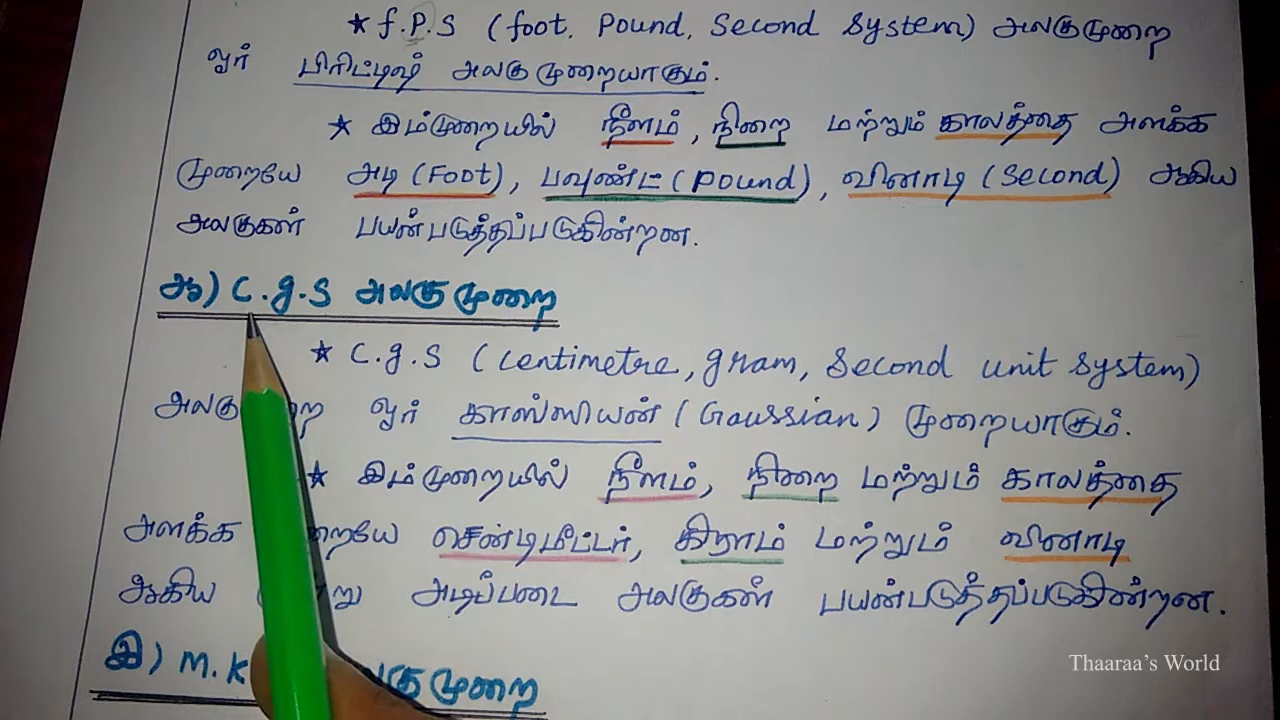 ★ f.P.S (foot, Pound, Second System) அலகுமுறை
ஓர் பிரிட்டிஷ் அலகு முறையாகும்.
★ இம்முறையில் நீளம், நிறை மற்றும் காலத்தை அளக்க
முறையே அடி (Foot), பவுண்ட் (pound), வினாடி (Second) ஆகிய
அலகுகள் பயன்படுத்தப்படுகின்றன.
ஆ) C.g.S அலகு முறை
★ C.g.S (Centimetre, gram, Second unit System)
ஓர் காஸ்ஸியன் (Gaussian) முறையாகும்.
★ இம்முறையில் நீளம், நிறை மற்றும் காலத்தை
அளக்க சென்டிமீட்டர், கிராம் மற்றும் வினாடி
ஆகிய அடிப்படை அலகுகள் பயன்படுத்தப்படுகின்றன.
இ) M.K
Thaaraa's World